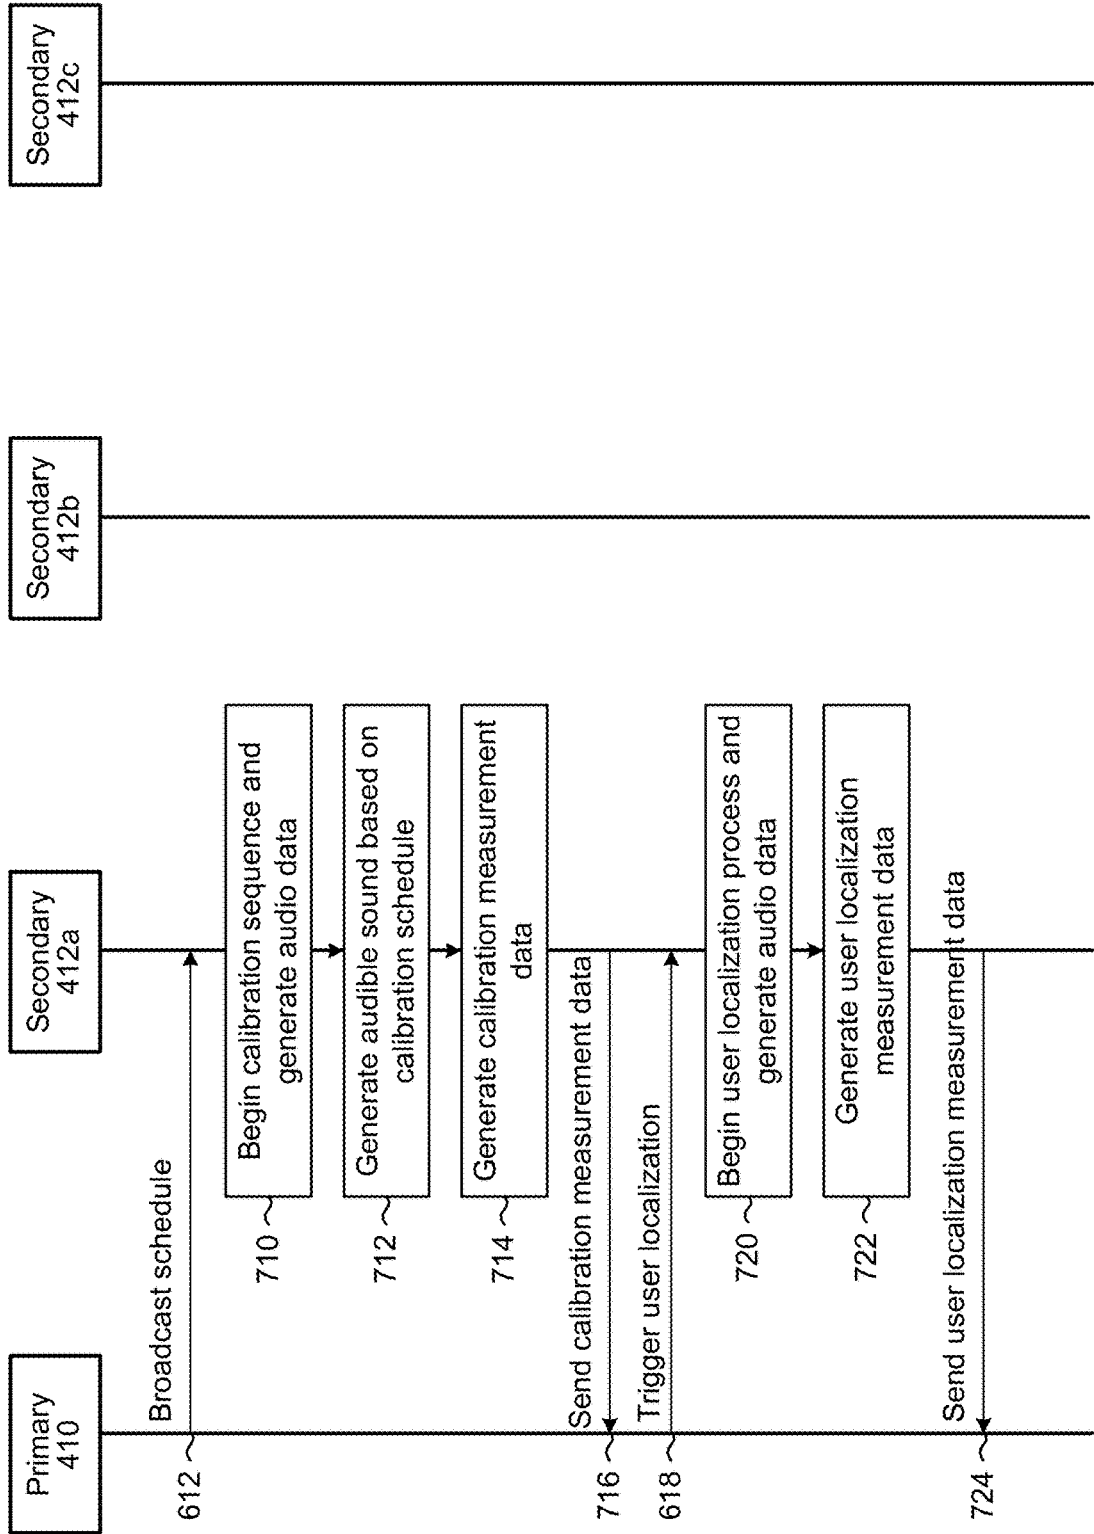 Primary
410
Secondary
412a
Secondary
412b
Secondary
412c
Broadcast schedule
612
Begin calibration sequence and
generate audio data
710
Generate audible sound based on
calibration schedule
712
Generate calibration measurement
data
714
Send calibration measurement data
716
Trigger user localization
618
Begin user localization process and
generate audio data
720
Generate user localization
measurement data
722
Send user localization measurement data
724